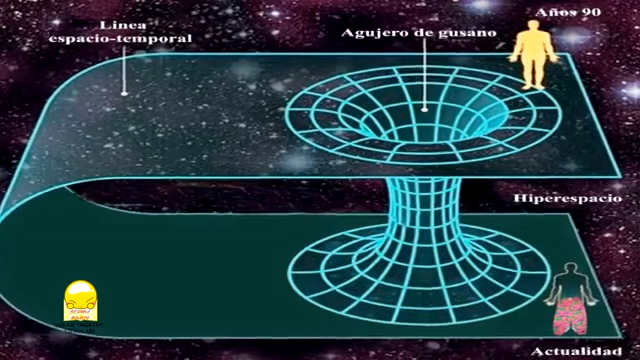 Años 90
Linea
espacio-temporal
Agujero de gusano
Hiperespacio
Actualidad